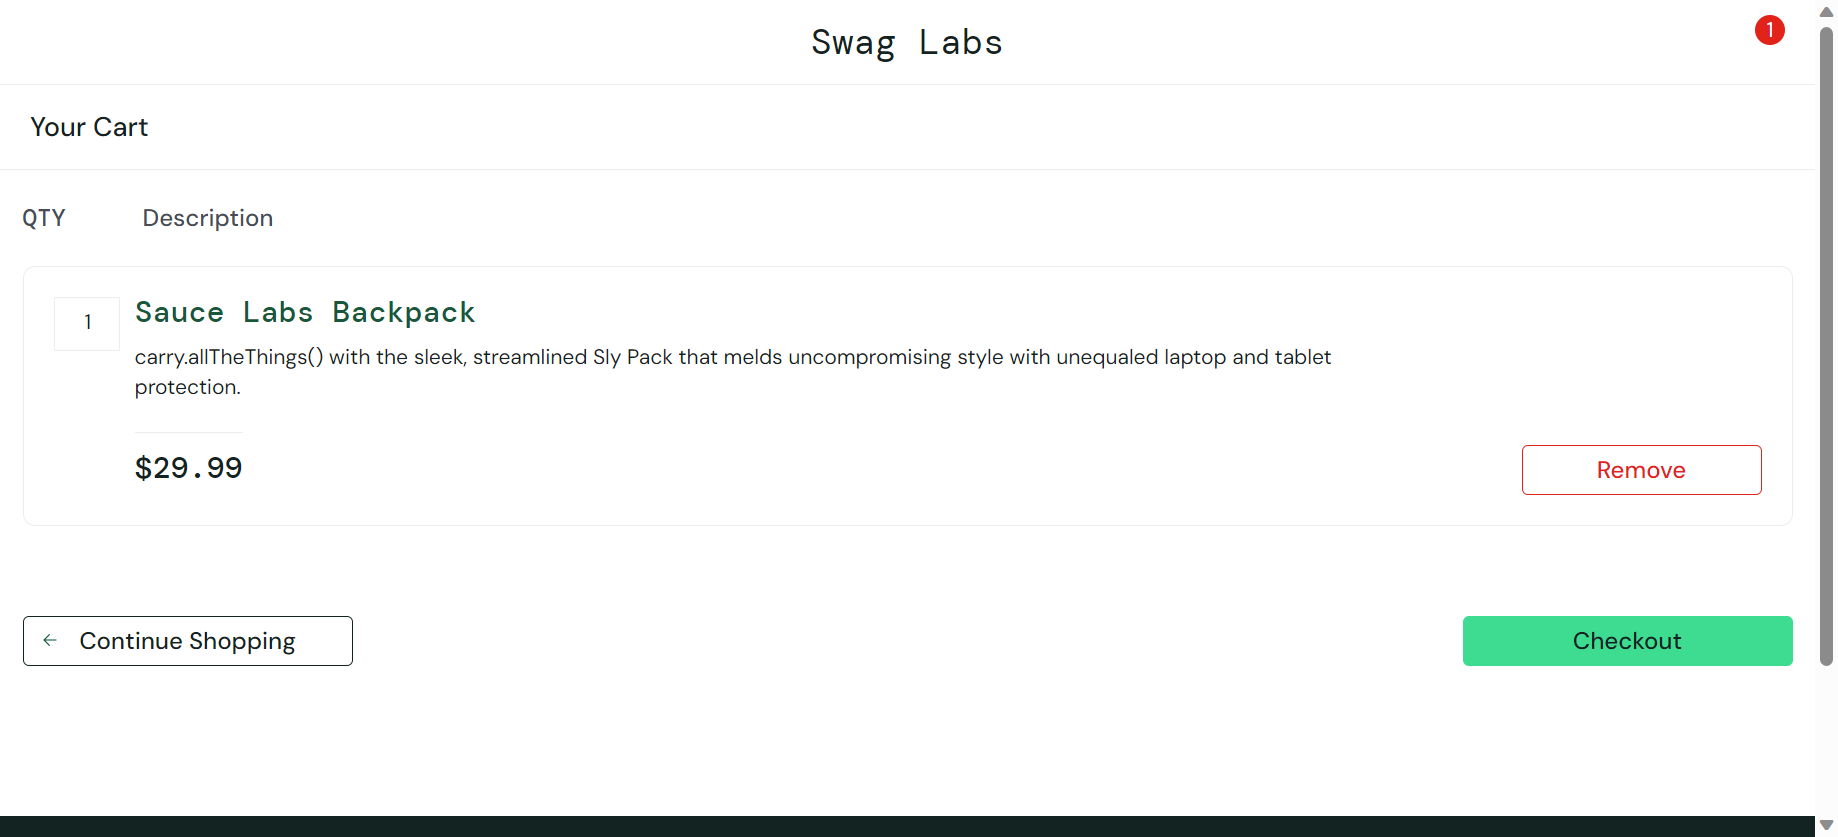 Swag Labs
1
Your Cart
QTY
Description
1
Sauce Labs Backpack
carry.allTheThings() with the sleek, streamlined Sly Pack that melds uncompromising style with unequaled laptop and tablet
protection.
$29.99
Remove
Continue Shopping
Checkout